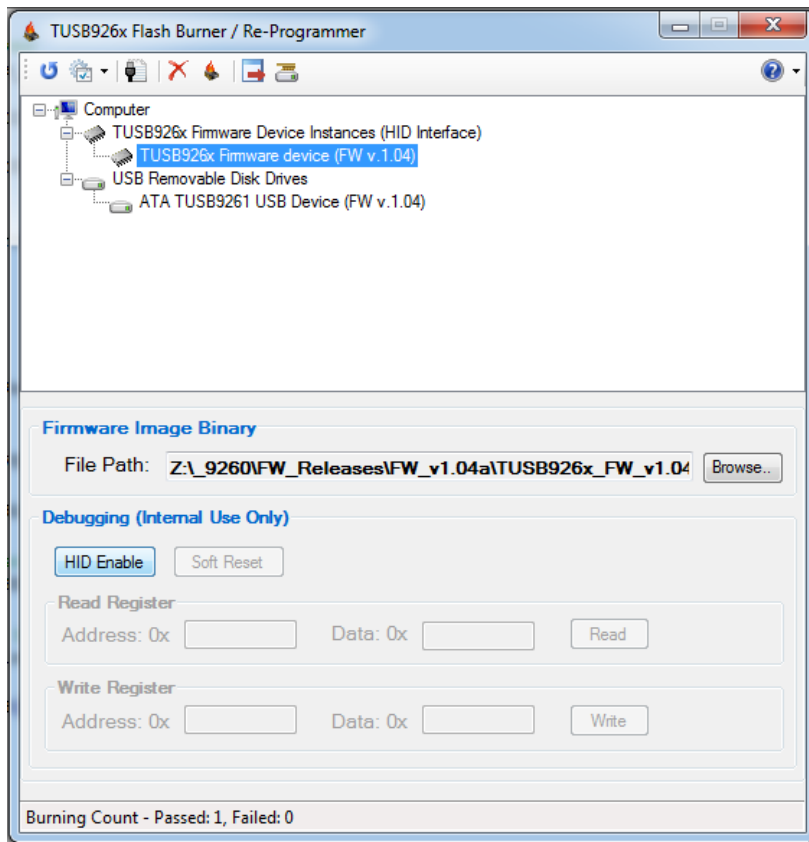 TUSB926x Flash Burner / Re-Programmer
Computer
TUSB926x Firmware Device Instances (HID Interface)
TUSB926x Firmware device (FW v.1.04)
USB Removable Disk Drives
ATA TUSB9261 USB Device (FW v.1.04)
Firmware Image Binary
File Path: Z:\_9260\FW_Releases\FW_v1.04a\TUSB926x_FW_v1.04 Browse..
Debugging (Internal Use Only)
HID Enable Soft Reset
Read Register
Address: 0x Data: 0x Read
Write Register
Address: 0x Data: 0x Write
Burning Count - Passed: 1, Failed: 0